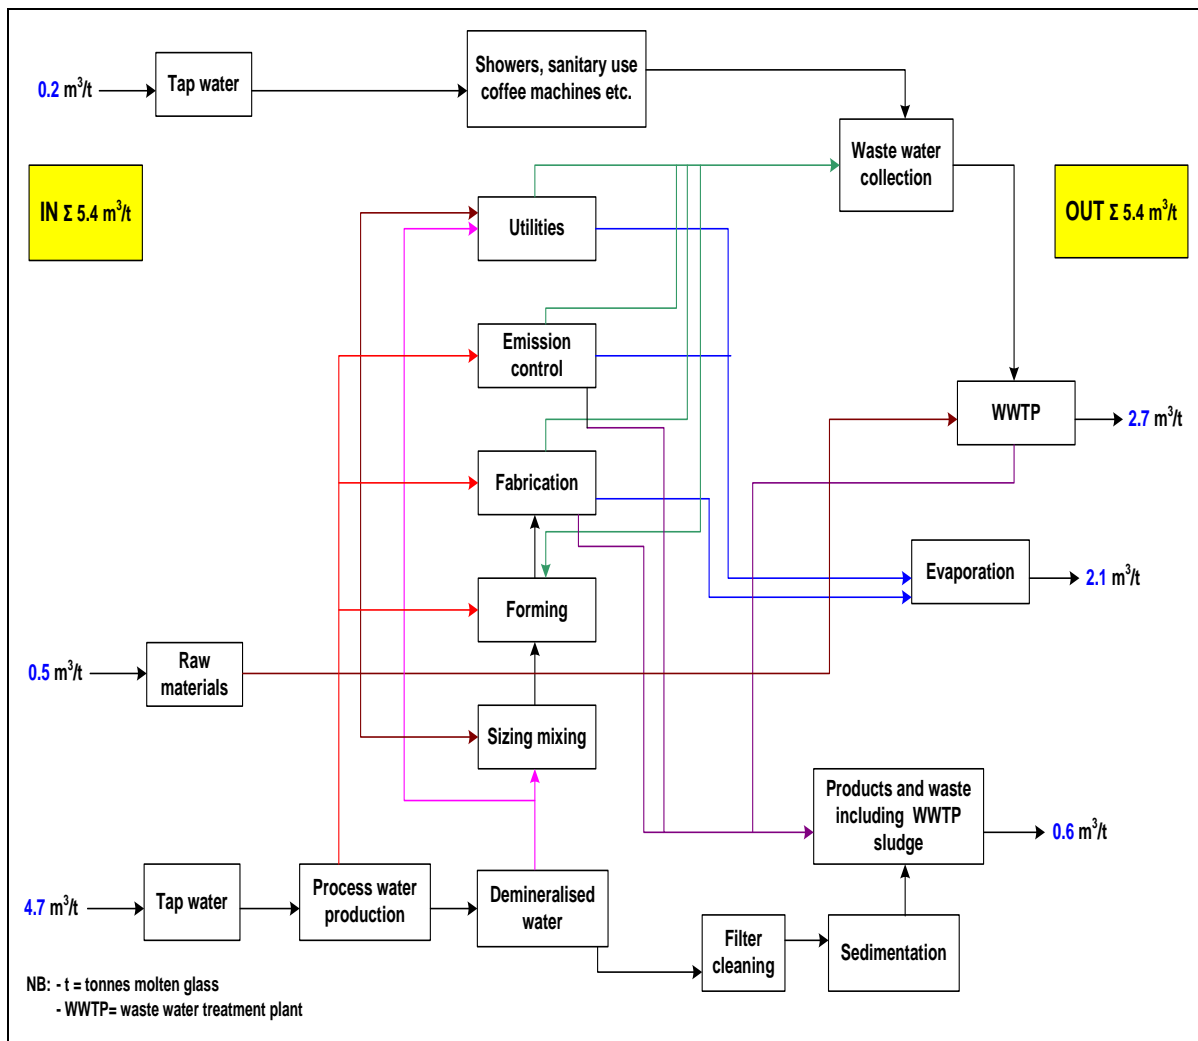 0.2 m³/t
Tap water
Showers, sanitary use
coffee machines etc.
Waste water
collection
IN Σ 5.4 m³/t
OUT Σ 5.4 m³/t
Utilities
Emission
control
WWTP
2.7 m³/t
Fabrication
Evaporation
2.1 m³/t
Forming
0.5 m³/t
Raw
materials
Sizing mixing
Products and waste
including WWTP
sludge
0.6 m³/t
4.7 m³/t
Tap water
Process water
production
Demineralised
water
Filter
cleaning
Sedimentation
NB: - t = tonnes molten glass
- WWTP= waste water treatment plant